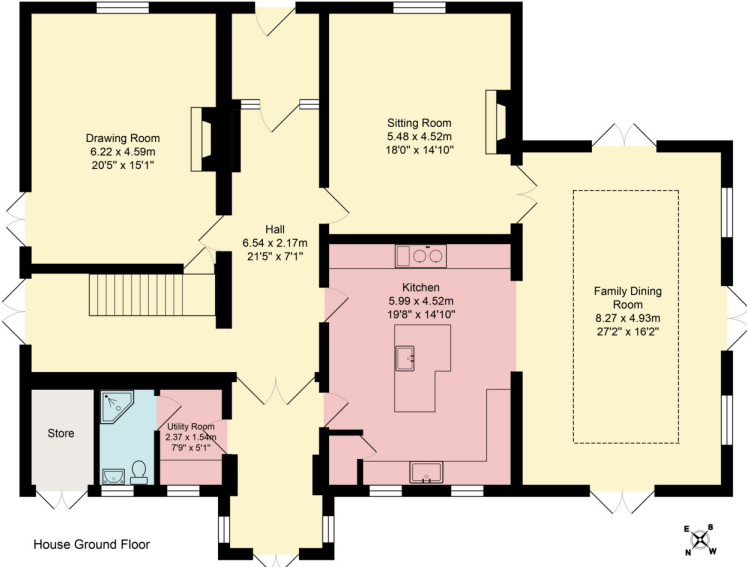 Drawing Room
6.22 x 4.59m
20'5" x 15'1"
Sitting Room
5.48 x 4.52m
18'0" x 14'10"
Hall
6.54 x 2.17m
21'5" x 7'1"
Kitchen
5.99 x 4.52m
19'8" x 14'10"
Family Dining
Room
8.27 x 4.93m
27'2" x 16'2"
Store
Utility Room
2.37 x 1.54m
7'9" x 5'1"
House Ground Floor
E S
N W